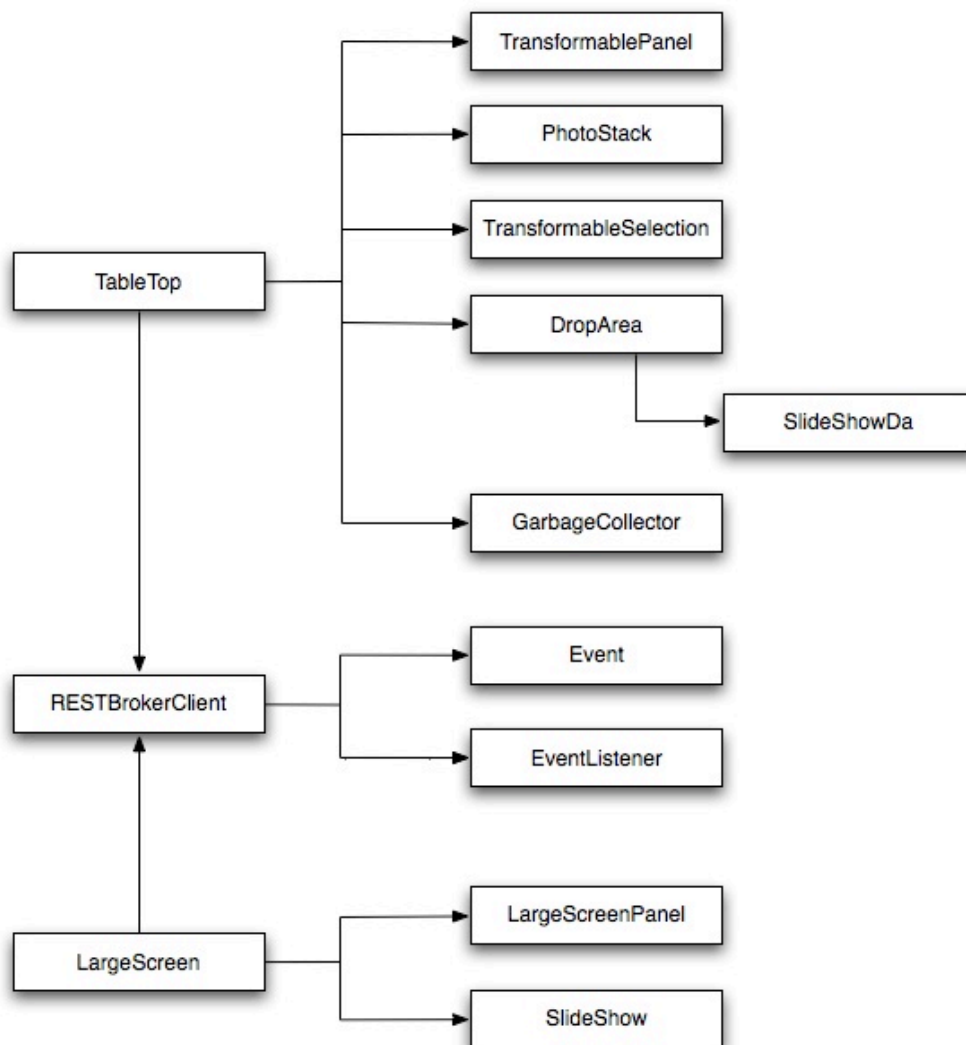 TransformablePanel
PhotoStack
TransformableSelection
TableTop
DropArea
SlideShowDa
GarbageCollector
Event
RESTBrokerClient
EventListener
LargeScreenPanel
LargeScreen
SlideShow